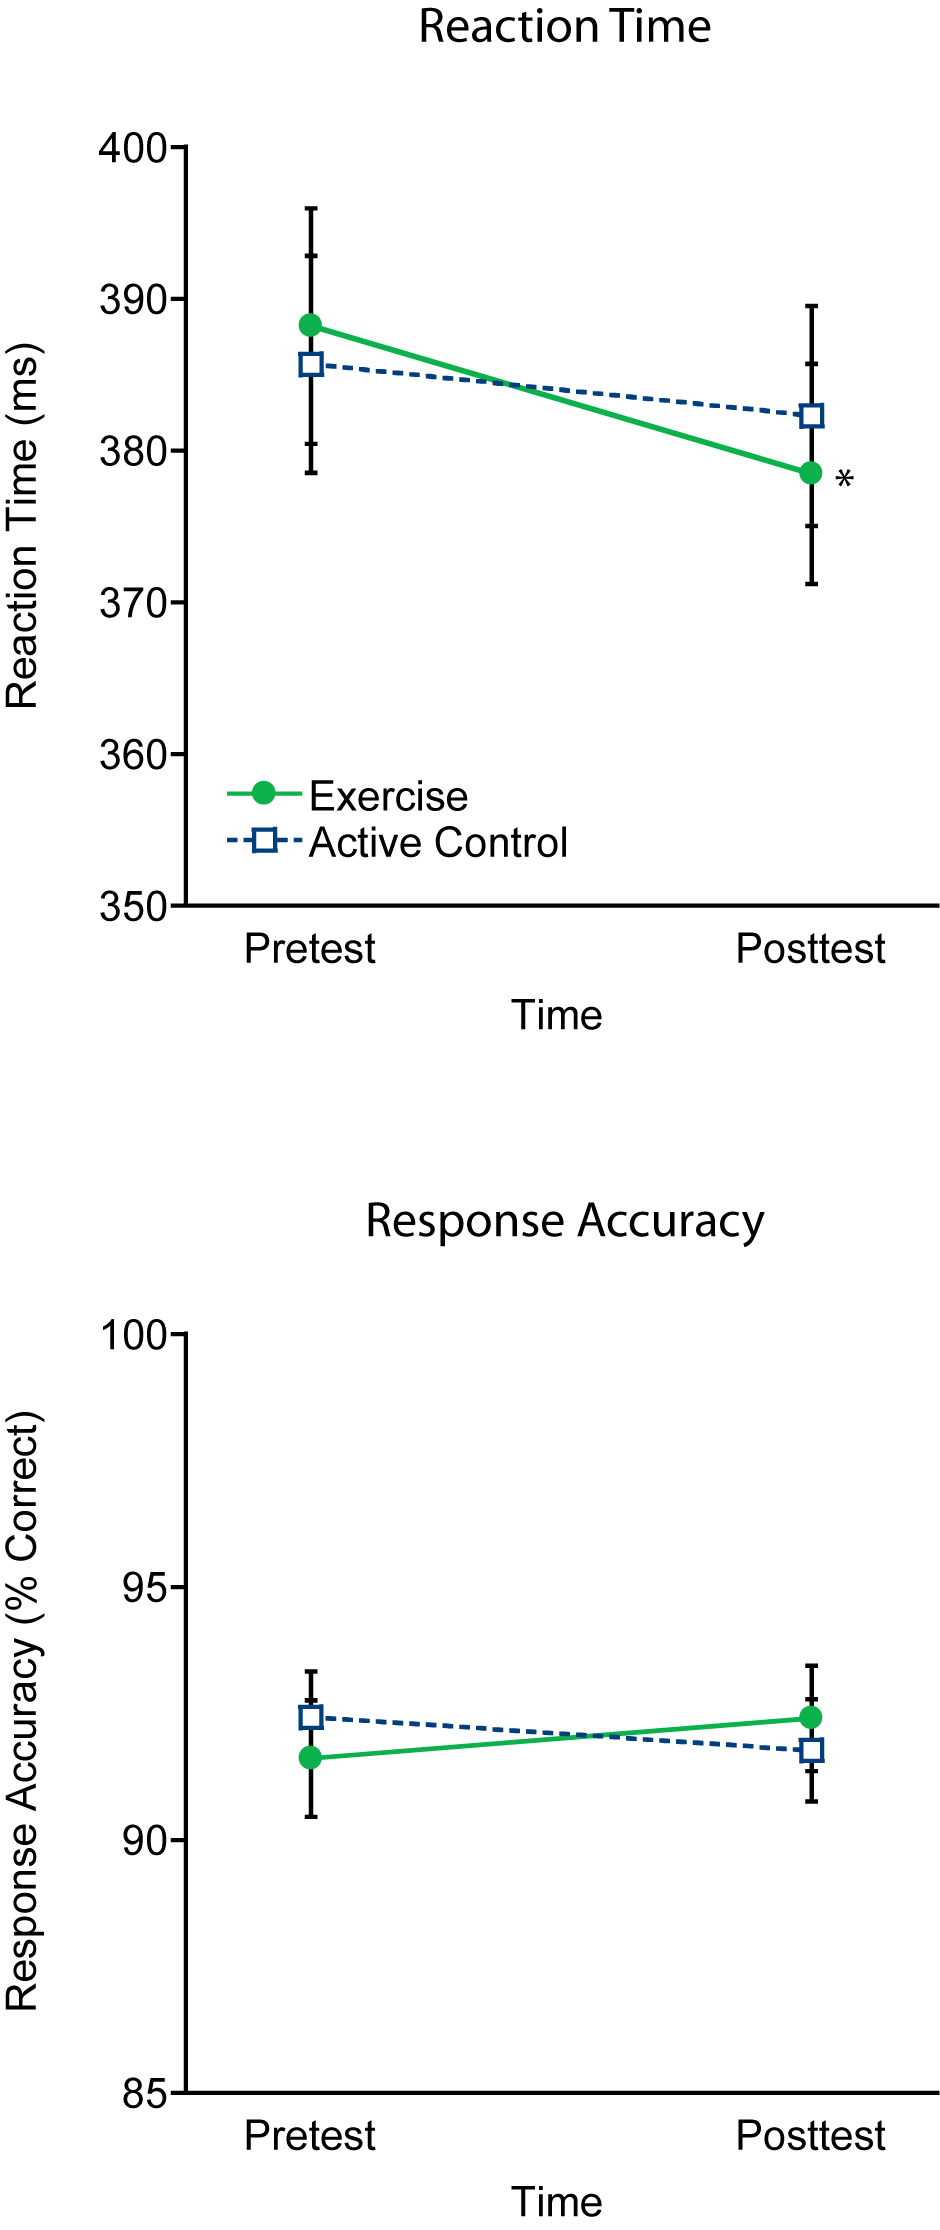 Reaction Time
400
390
380
370
360
350
Reaction Time (ms)
Exercise
Active Control
*
Pretest
Posttest
Time
Response Accuracy
100
95
90
85
Response Accuracy (% Correct)
Pretest
Posttest
Time